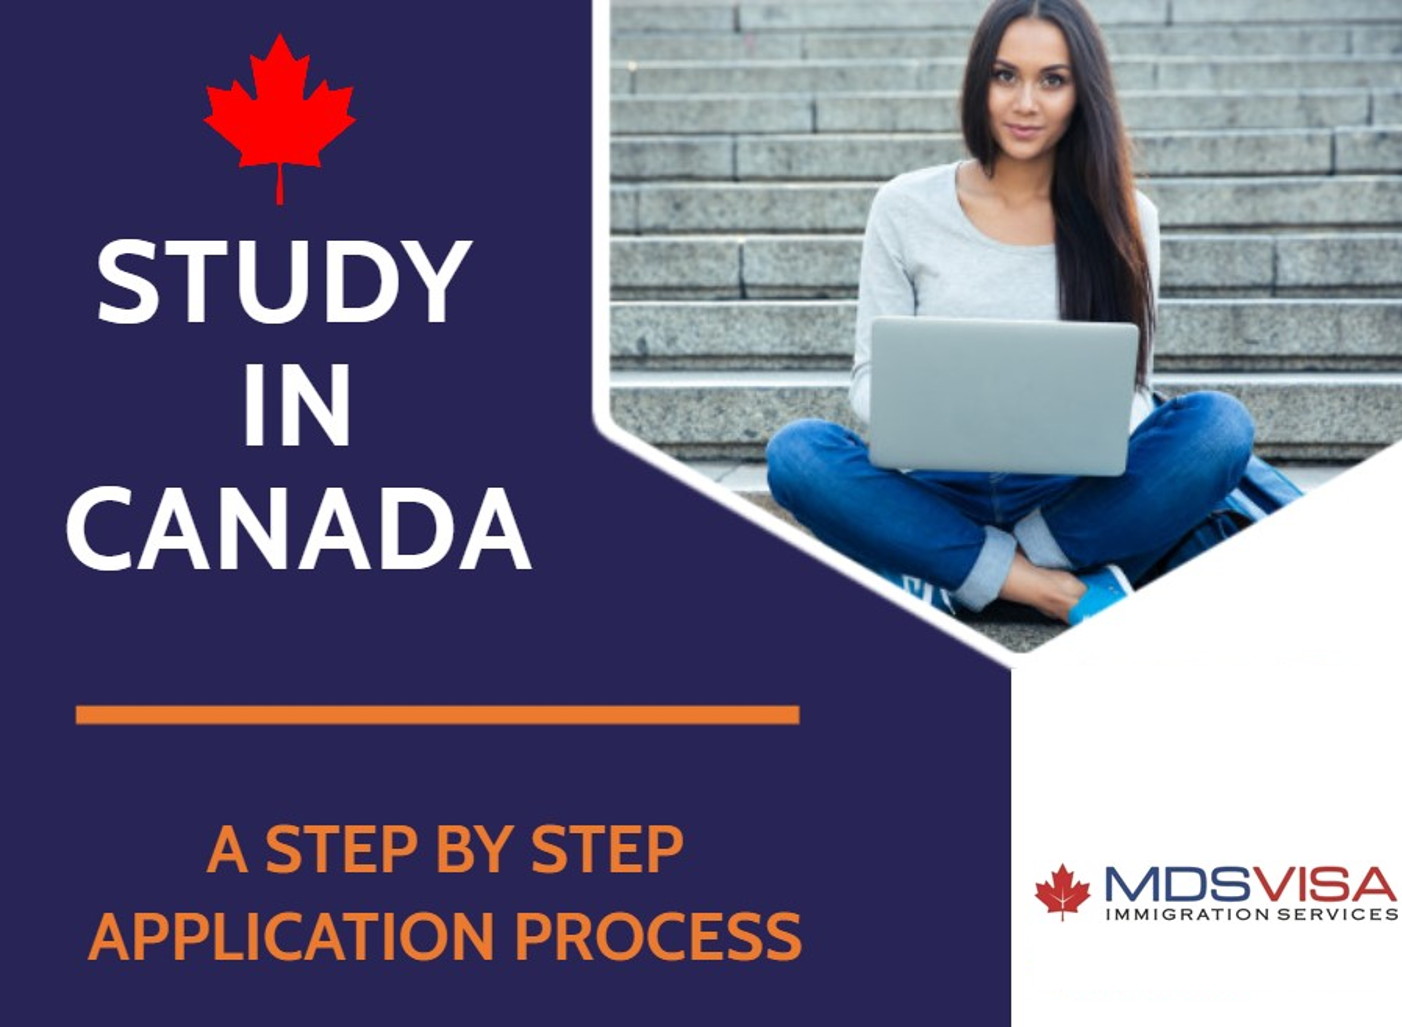 STUDY
IN
CANADA
A STEP BY STEP
APPLICATION PROCESS
MDSVISA
IMMIGRATION SERVICES